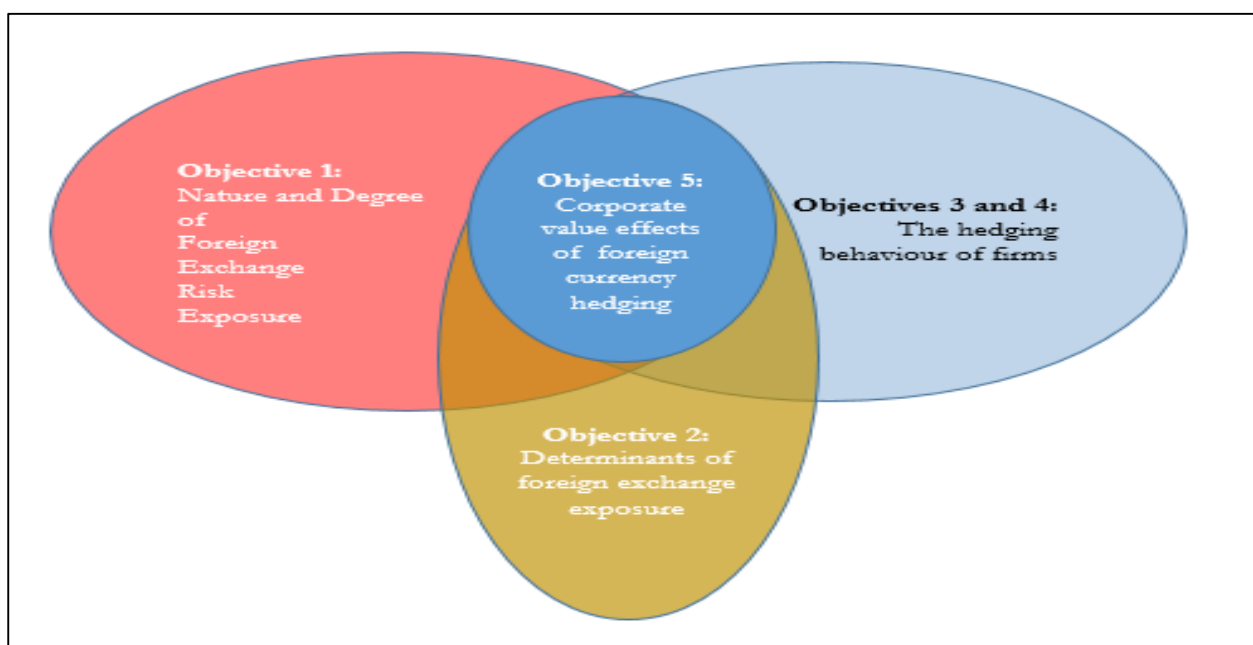 Objective 1:
Nature and Degree
of
Foreign
Exchange
Risk
Exposure
Objective 5:
Corporate
value effects
of foreign
currency
hedging
Objectives 3 and 4:
The hedging
behaviour of firms
Objective 2:
Determinants of
foreign exchange
exposure